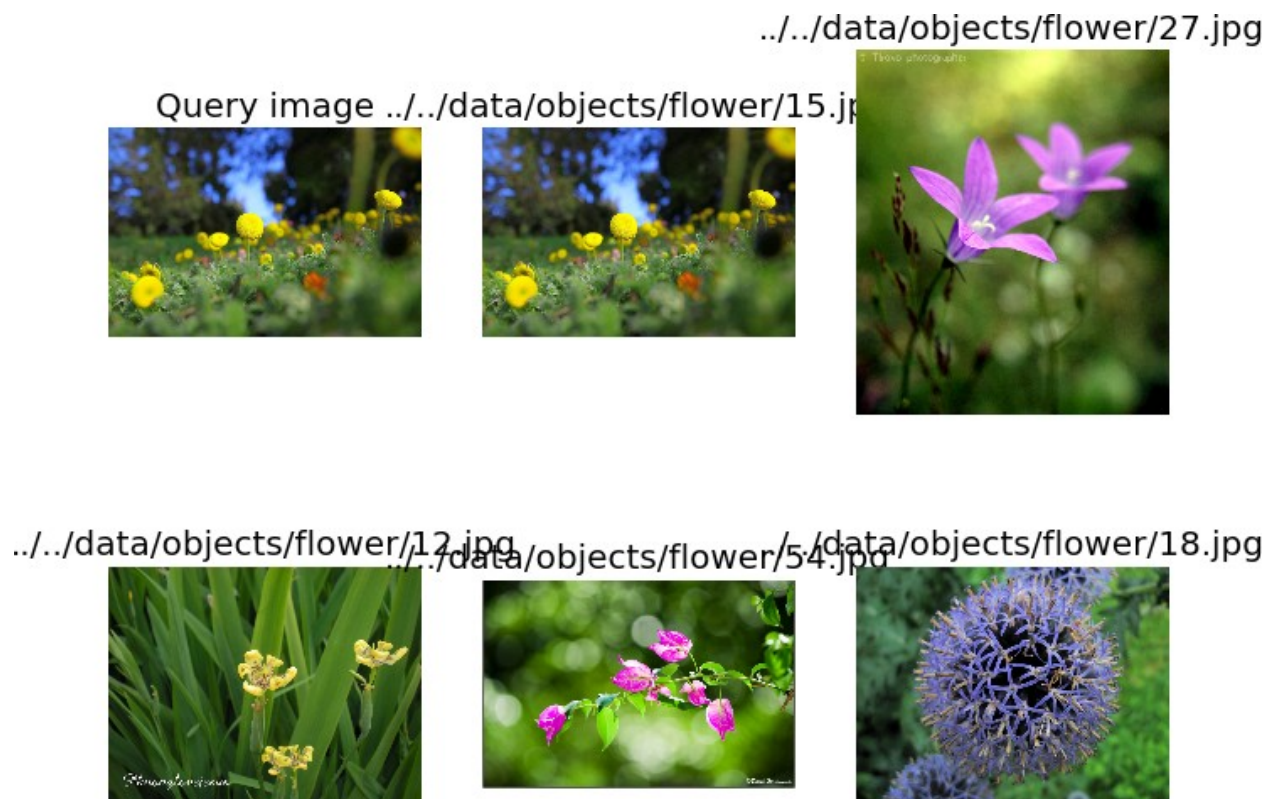 ../../data/objects/flower/27.jpg
Query image
../../data/objects/flower/15.jp
../../data/objects/flower/12.jpg
../../data/objects/flower/54.jpg
../../data/objects/flower/18.jpg